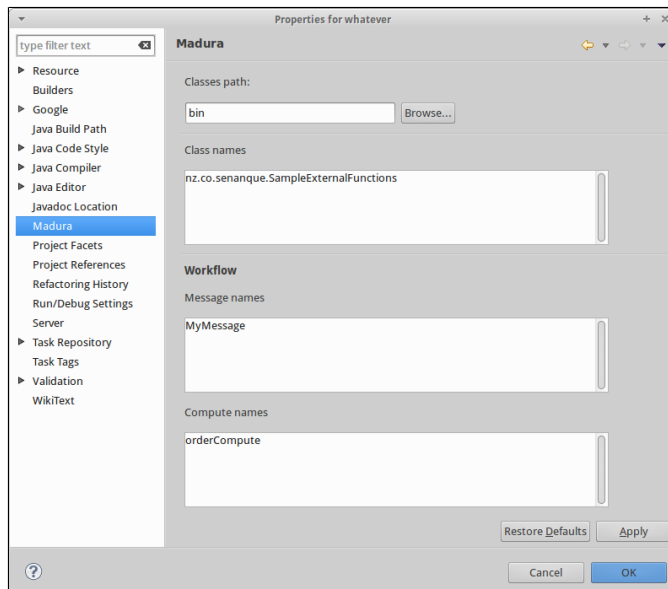 Properties for whatever
type filter text
Resource
Builders
Google
Java Build Path
Java Code Style
Java Compiler
Java Editor
Javadoc Location
Madura
Project Facets
Project References
Refactoring History
Run/Debug Settings
Server
Task Repository
Task Tags
Validation
WikiText
Madura
Classes path:
bin
Browse...
Class names
nz.co.senanque.SampleExternalFunctions
Workflow
Message names
MyMessage
Compute names
orderCompute
Restore Defaults
Apply
?
Cancel
OK